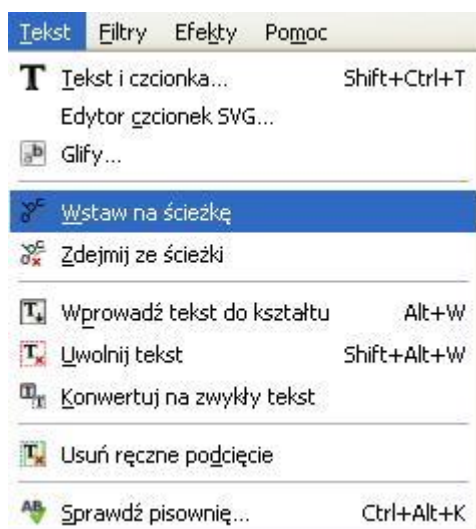 Tekst Filtry Efekty Pomoc
Tekst i czcionka... Shift+Ctrl+T
Edytor czcionek SVG...
Glify...
Wstaw na ścieżkę
Zdejmij ze ścieżki
Wprowadź tekst do kształtu Alt+W
Uwolnij tekst Shift+Alt+W
Konwertuj na zwykły tekst
Usuń ręczne podcięcie
Sprawdź pisownię... Ctrl+Alt+K